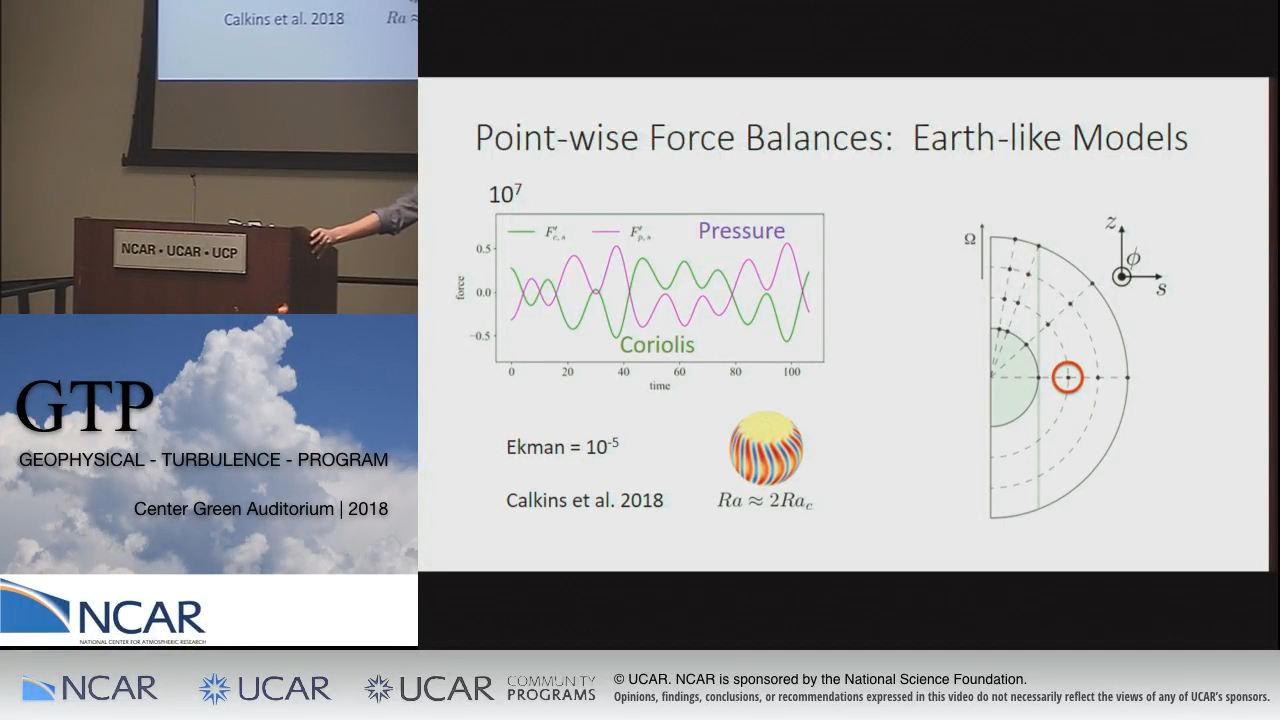 Calkins et al. 2018
Ra ≈
NCAR • UCAR • UCP
GTP
GEOPHYSICAL - TURBULENCE - PROGRAM
Center Green Auditorium | 2018
NCAR
NATIONAL CENTER FOR ATMOSPHERIC RESEARCH
Point-wise Force Balances: Earth-like Models
10⁷
F'c,s
F'p,s
Pressure
0.5
0.0
−0.5
force
Coriolis
0 20 40 60 80 100
time
Ekman = 10⁻⁵
Calkins et al. 2018
Ra ≈ 2Rac
Ω
z
ϕ
s
NCAR
UCAR
UCAR COMMUNITY PROGRAMS
© UCAR. NCAR is sponsored by the National Science Foundation.
Opinions, findings, conclusions, or recommendations expressed in this video do not necessarily reflect the views of any of UCAR's sponsors.